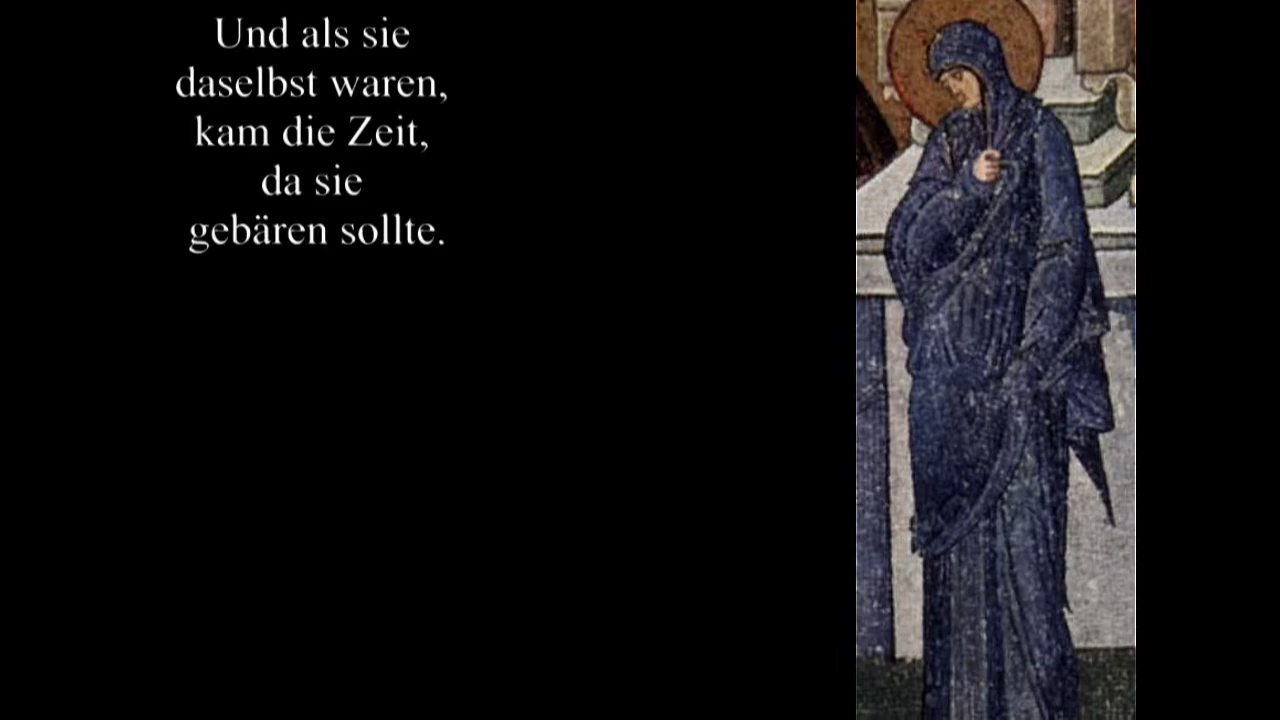 Und als sie
daselbst waren,
kam die Zeit,
da sie
gebären sollte.